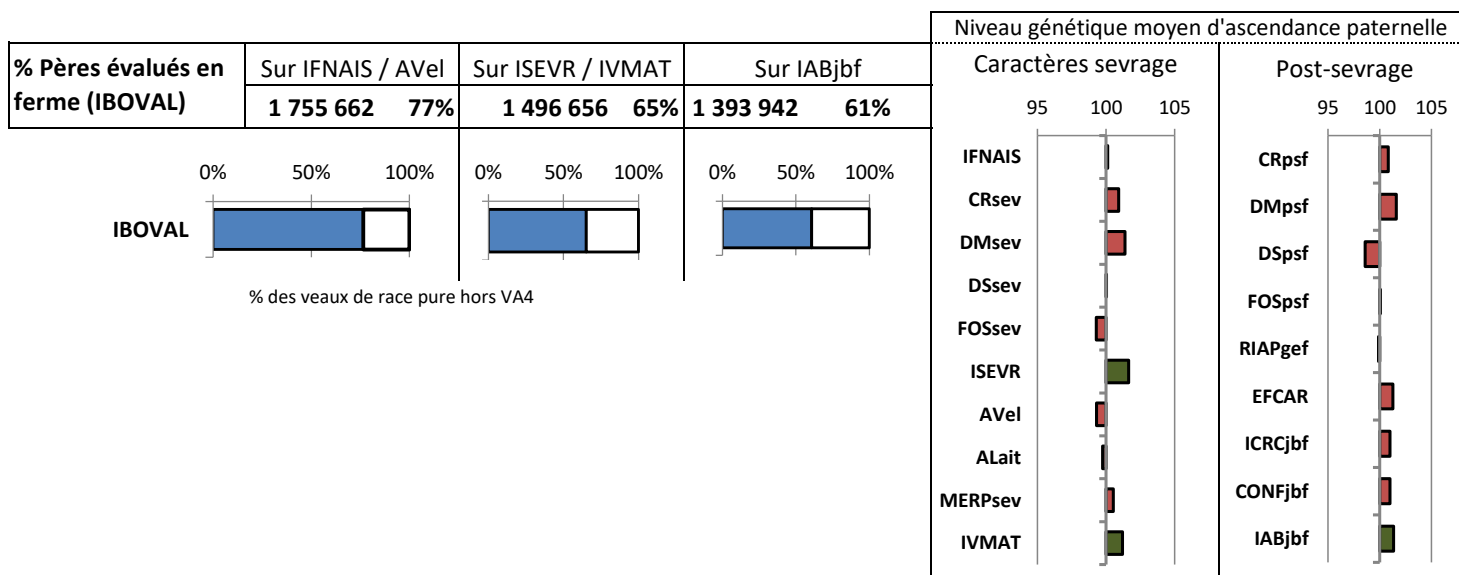 Niveau génétique moyen d'ascendance paternelle
% Pères évalués en ferme (IBOVAL)
Sur IFNAIS / AVel
Sur ISEVR / IVMAT
Sur IABjbf
1 755 662 77%
1 496 656 65%
1 393 942 61%
0% 50% 100%
0% 50% 100%
0% 50% 100%
IBOVAL
% des veaux de race pure hors VA4
Caractères sevrage
95 100 105
IFNAIS
CRsev
DMsev
DSsev
FOSsev
ISEVR
AVel
ALait
MERPsev
IVMAT
Post-sevrage
95 100 105
CRpsf
DMpsf
DSpsf
FOSpsf
RIAPgef
EFCAR
ICRCjbf
CONFjbf
IABjbf